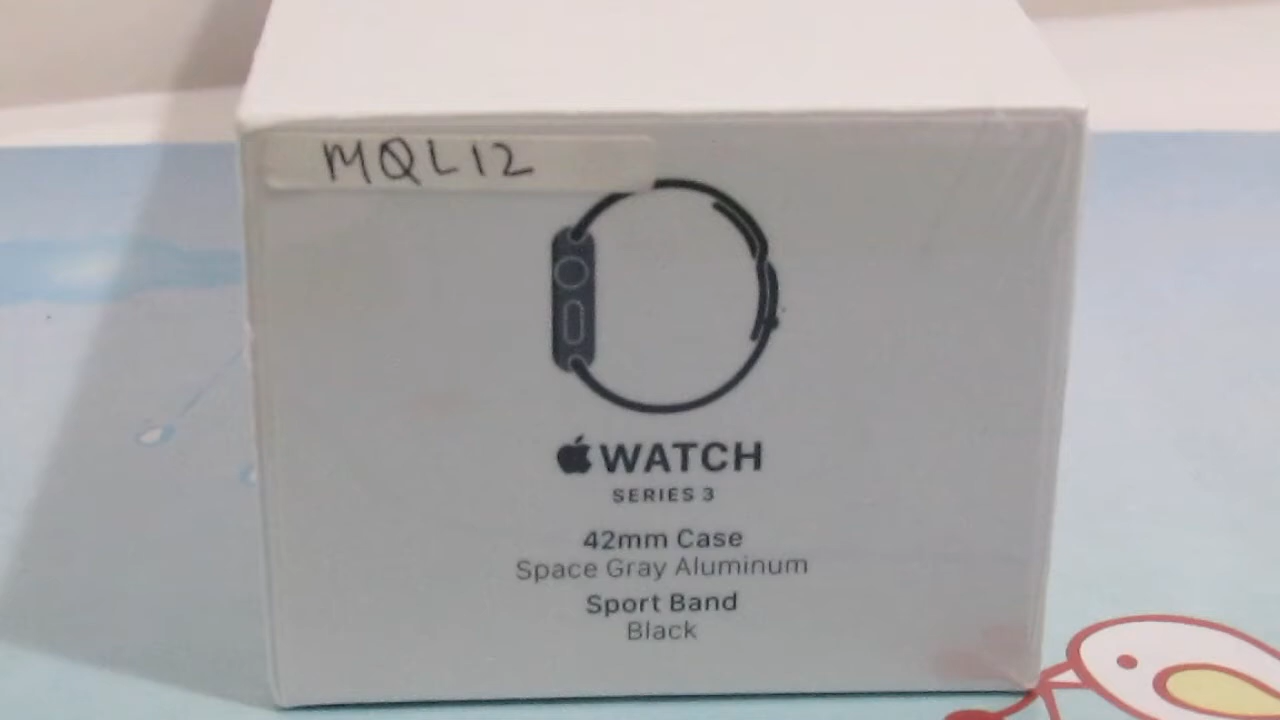 MQL12
WATCH
SERIES 3
42mm Case
Space Gray Aluminum
Sport Band
Black